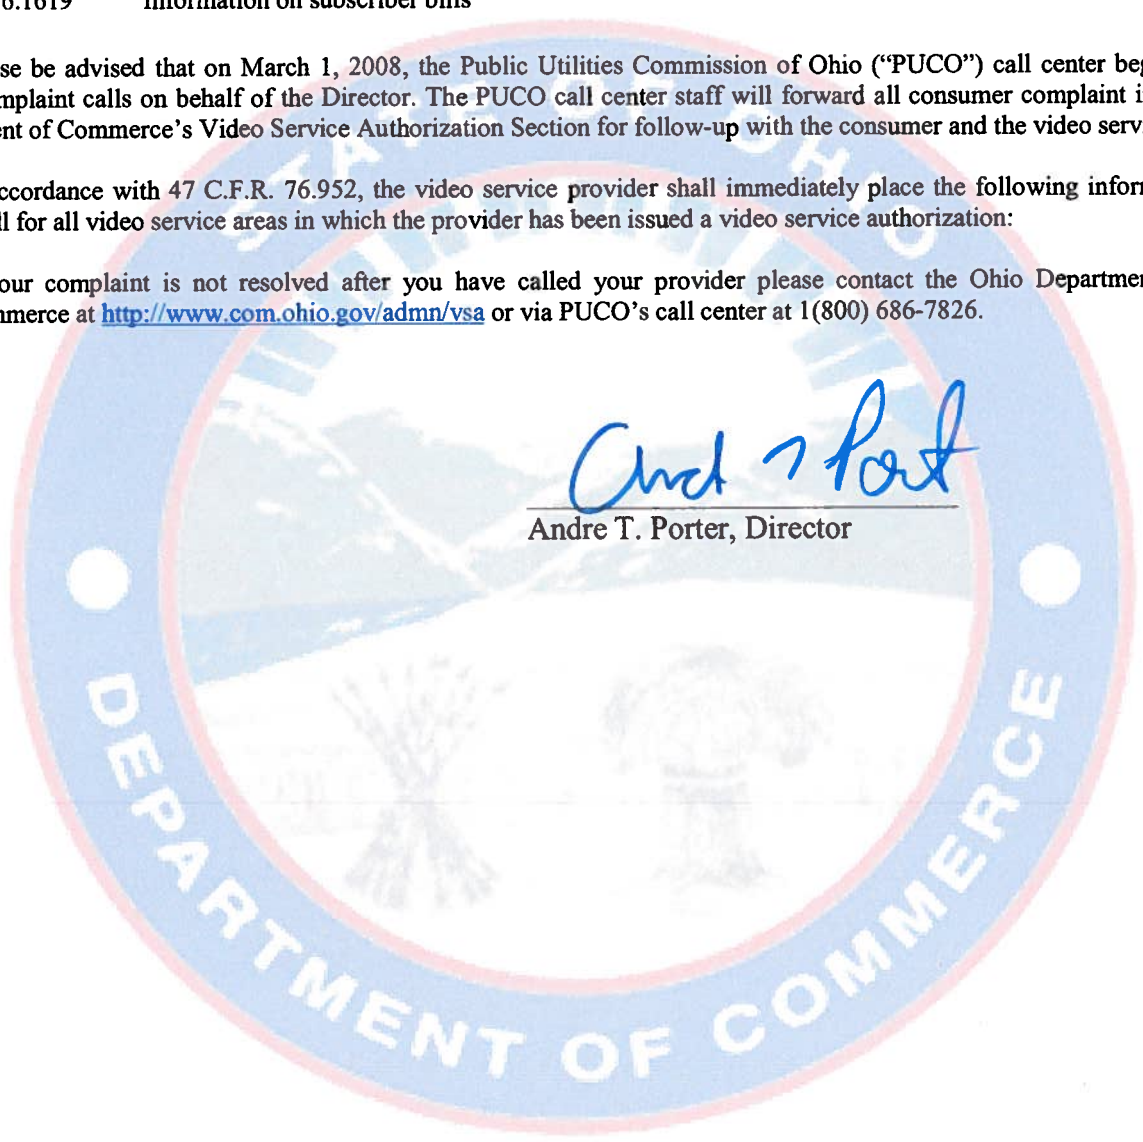 Information on subscriber bills
se be advised that on March 1, 2008, the Public Utilities Commission of Ohio (“PUCO”) call center be
mplaint calls on behalf of the Director. The PUCO call center staff will forward all consumer complaint i
nt of Commerce’s Video Service Authorization Section for follow-up with the consumer and the video serv
ccordance with 47 C.F.R. 76.952, the video service provider shall immediately place the following infor
ll for all video service areas in which the provider has been issued a video service authorization:
our complaint is not resolved after you have called your provider please contact the Ohio Departme
nmerce at http://www.com.ohio.gov/admn/vsa or via PUCO’s call center at 1(800) 686-7826.
Andre T. Porter, Director
STATE OF OHIO
DEPARTMENT OF COMMERCE